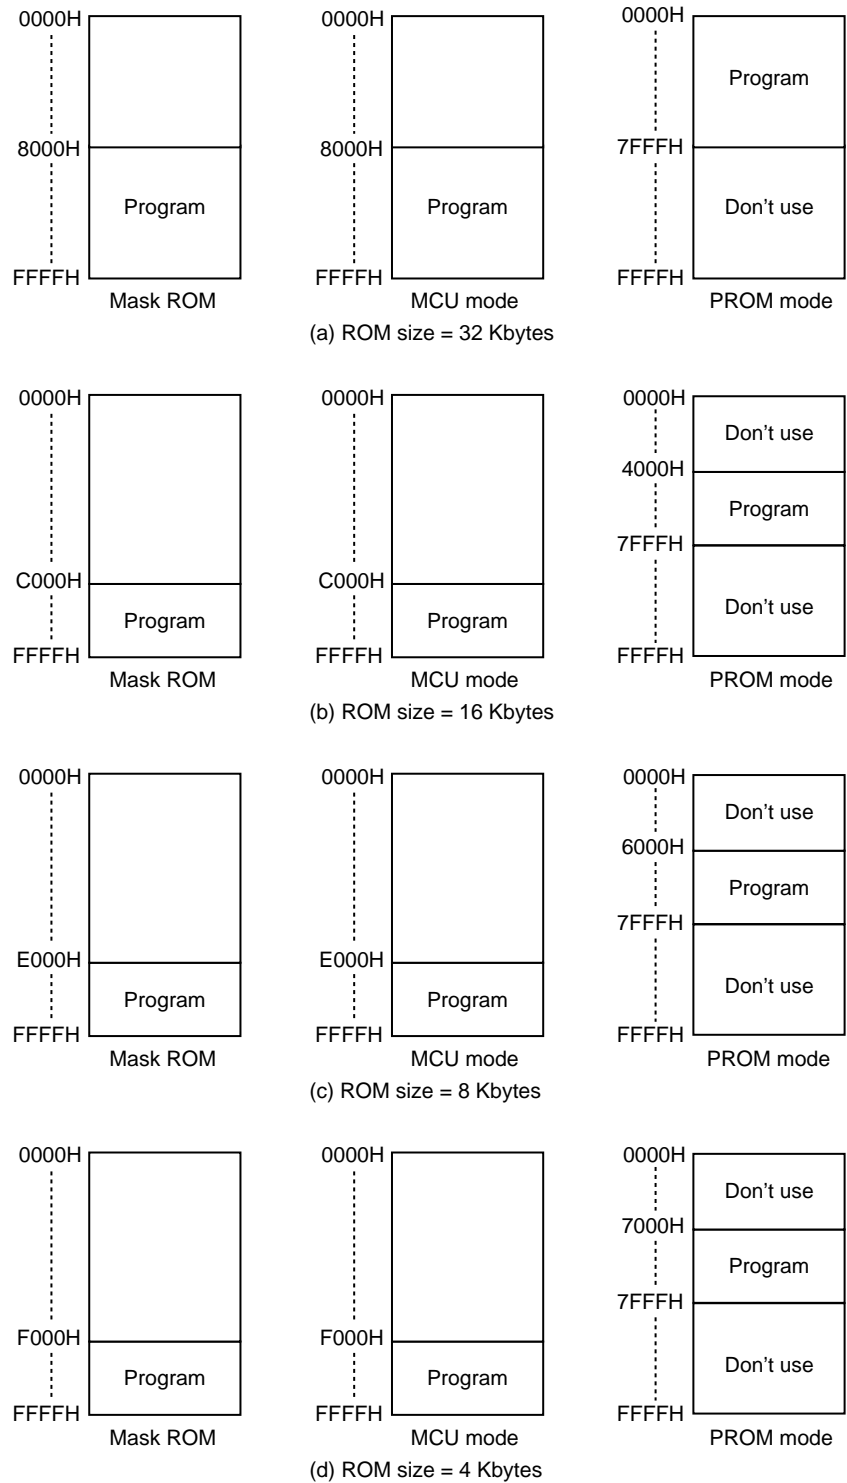 0000H
0000H
0000H
Program
8000H
8000H
7FFFH
Program
Program
Don't use
FFFFH
FFFFH
FFFFH
Mask ROM
MCU mode
PROM mode
(a) ROM size = 32 Kbytes
0000H
0000H
0000H
Don't use
4000H
Program
7FFFH
C000H
C000H
Program
Program
Don't use
FFFFH
FFFFH
FFFFH
Mask ROM
MCU mode
PROM mode
(b) ROM size = 16 Kbytes
0000H
0000H
0000H
Don't use
6000H
Program
7FFFH
E000H
E000H
Program
Program
Don't use
FFFFH
FFFFH
FFFFH
Mask ROM
MCU mode
PROM mode
(c) ROM size = 8 Kbytes
0000H
0000H
0000H
Don't use
7000H
Program
7FFFH
F000H
F000H
Program
Program
Don't use
FFFFH
FFFFH
FFFFH
Mask ROM
MCU mode
PROM mode
(d) ROM size = 4 Kbytes